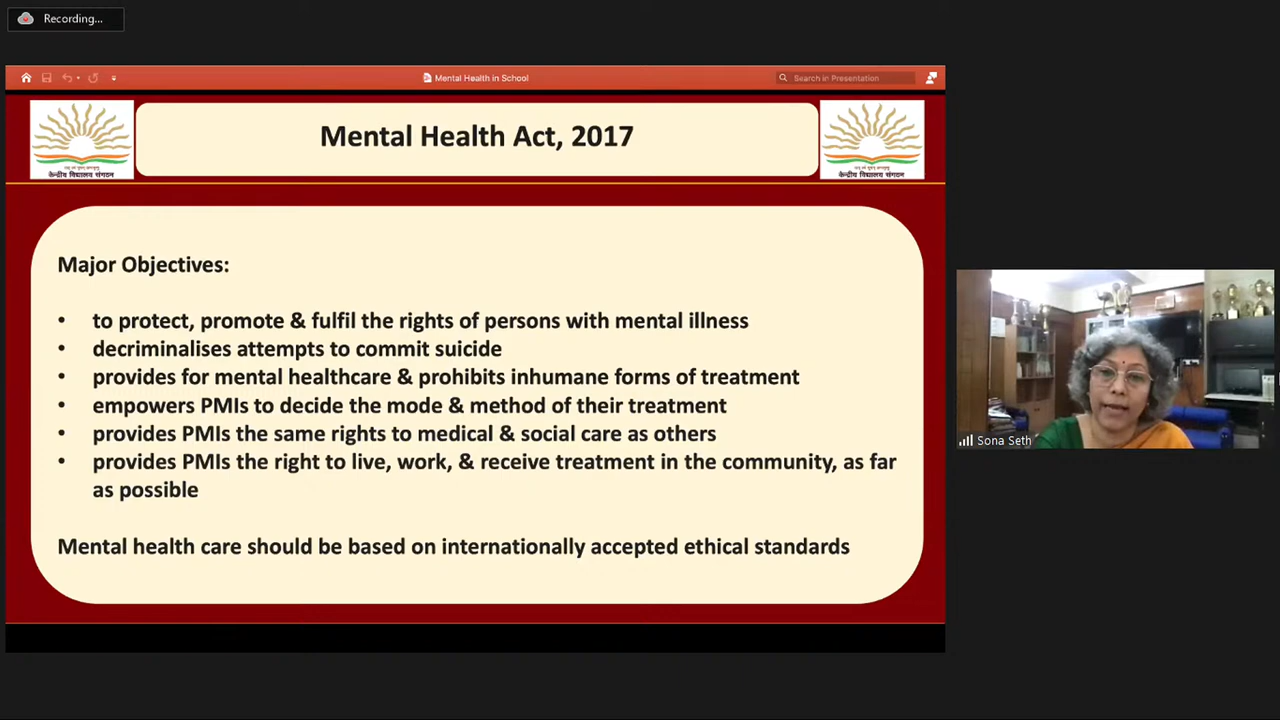 Recording...
Mental Health in School
Search in Presentation
Mental Health Act, 2017
केन्द्रीय विद्यालय संगठन
केन्द्रीय विद्यालय संगठन
Major Objectives:
• to protect, promote & fulfil the rights of persons with mental illness
• decriminalises attempts to commit suicide
• provides for mental healthcare & prohibits inhumane forms of treatment
• empowers PMIs to decide the mode & method of their treatment
• provides PMIs the same rights to medical & social care as others
• provides PMIs the right to live, work, & receive treatment in the community, as far
as possible
Mental health care should be based on internationally accepted ethical standards
Sona Seth